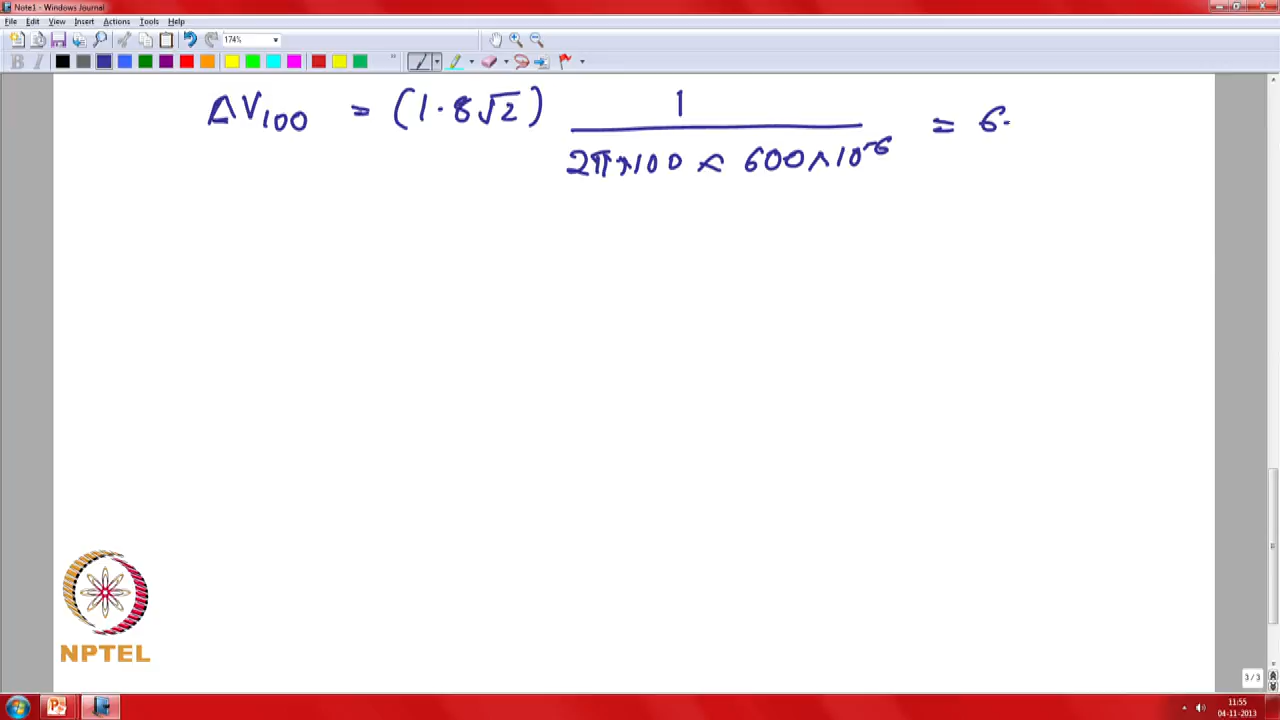 Note1 - Windows Journal
File Edit View Insert Actions Tools Help
174%
B I
ΔV₁₀₀ = (1·8√2) 1 / 2π×100 × 600×10⁻⁶ = 6·
NPTEL
3 / 3
11:55
04-11-2013